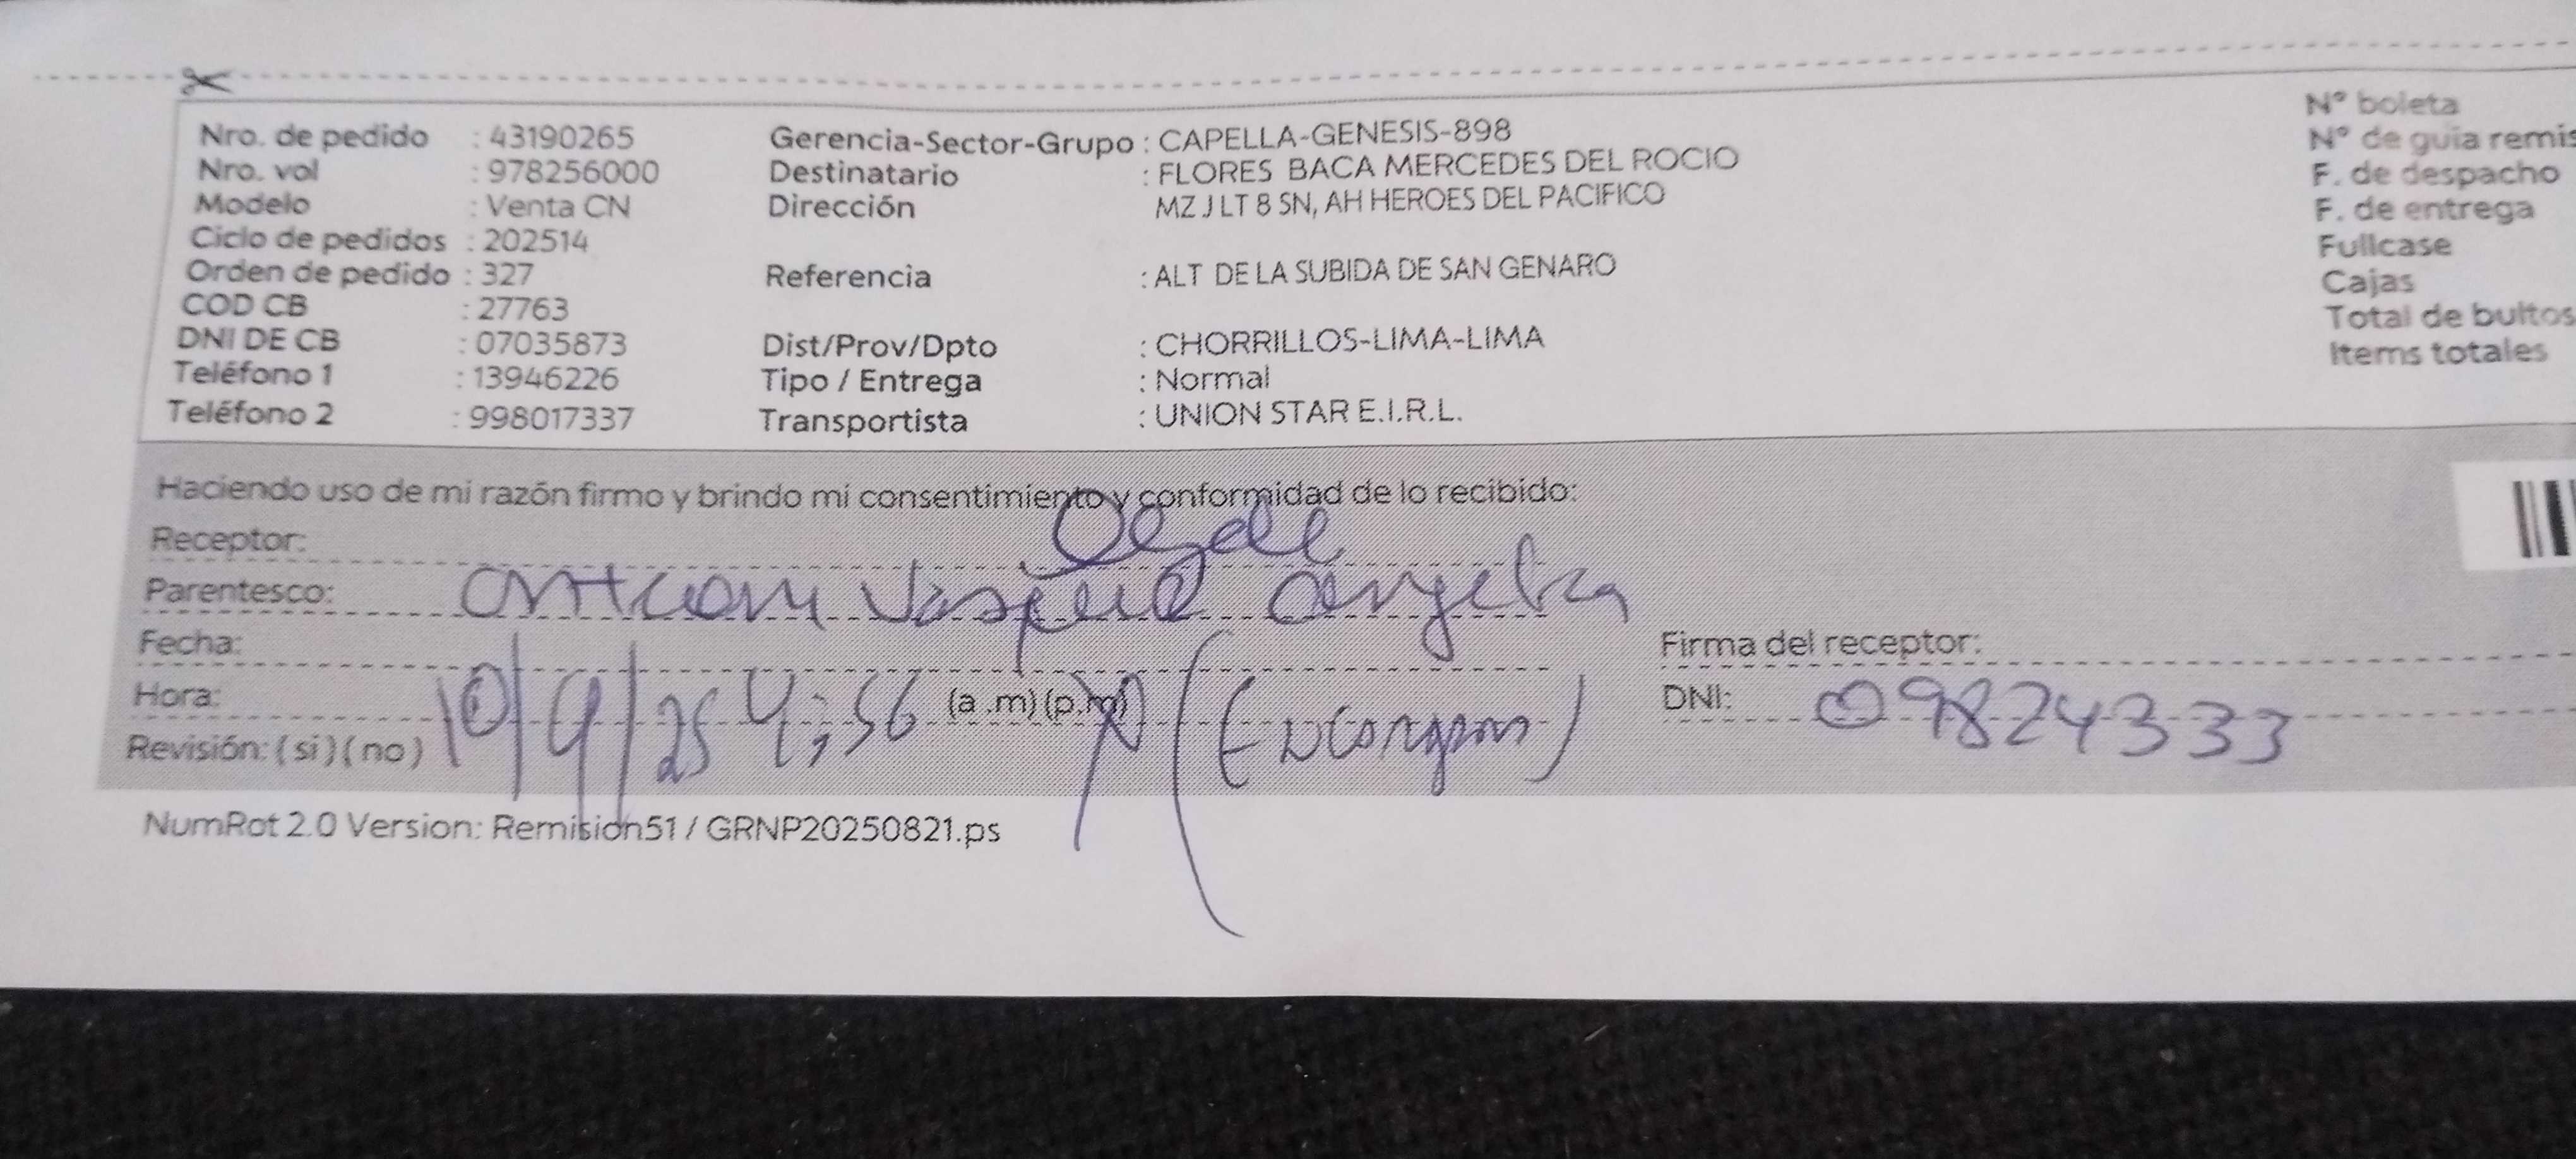 Nro. de pedido : 43190265
Nro. vol : 978256000
Modelo : Venta CN
Ciclo de pedidos : 202514
Orden de pedido : 327
COD CB : 27763
DNI DE CB : 07035873
Teléfono 1 : 13946226
Teléfono 2 : 998017337
Gerencia-Sector-Grupo : CAPELLA-GENESIS-898
Destinatario : FLORES BACA MERCEDES DEL ROCIO
Dirección MZ J LT 8 SN, AH HEROES DEL PACIFICO
Referencia : ALT DE LA SUBIDA DE SAN GENARO
Dist/Prov/Dpto : CHORRILLOS-LIMA-LIMA
Tipo / Entrega : Normal
Transportista : UNION STAR E.I.R.L.
N° boleta
N° de guia remis
F. de despacho
F. de entrega
Fullcase
Cajas
Total de bultos
Items totales
Haciendo uso de mi razón firmo y brindo mi consentimiento y conformidad de lo recibido:
Receptor:
Parentesco:
Fecha:
Hora: 10/9/25 4:56 (a .m) (p.m)
Revisión: ( si ) ( no )
Firma del receptor:
DNI: 09824333
NumRot 2.0 Version: Remision51 / GRNP20250821.ps